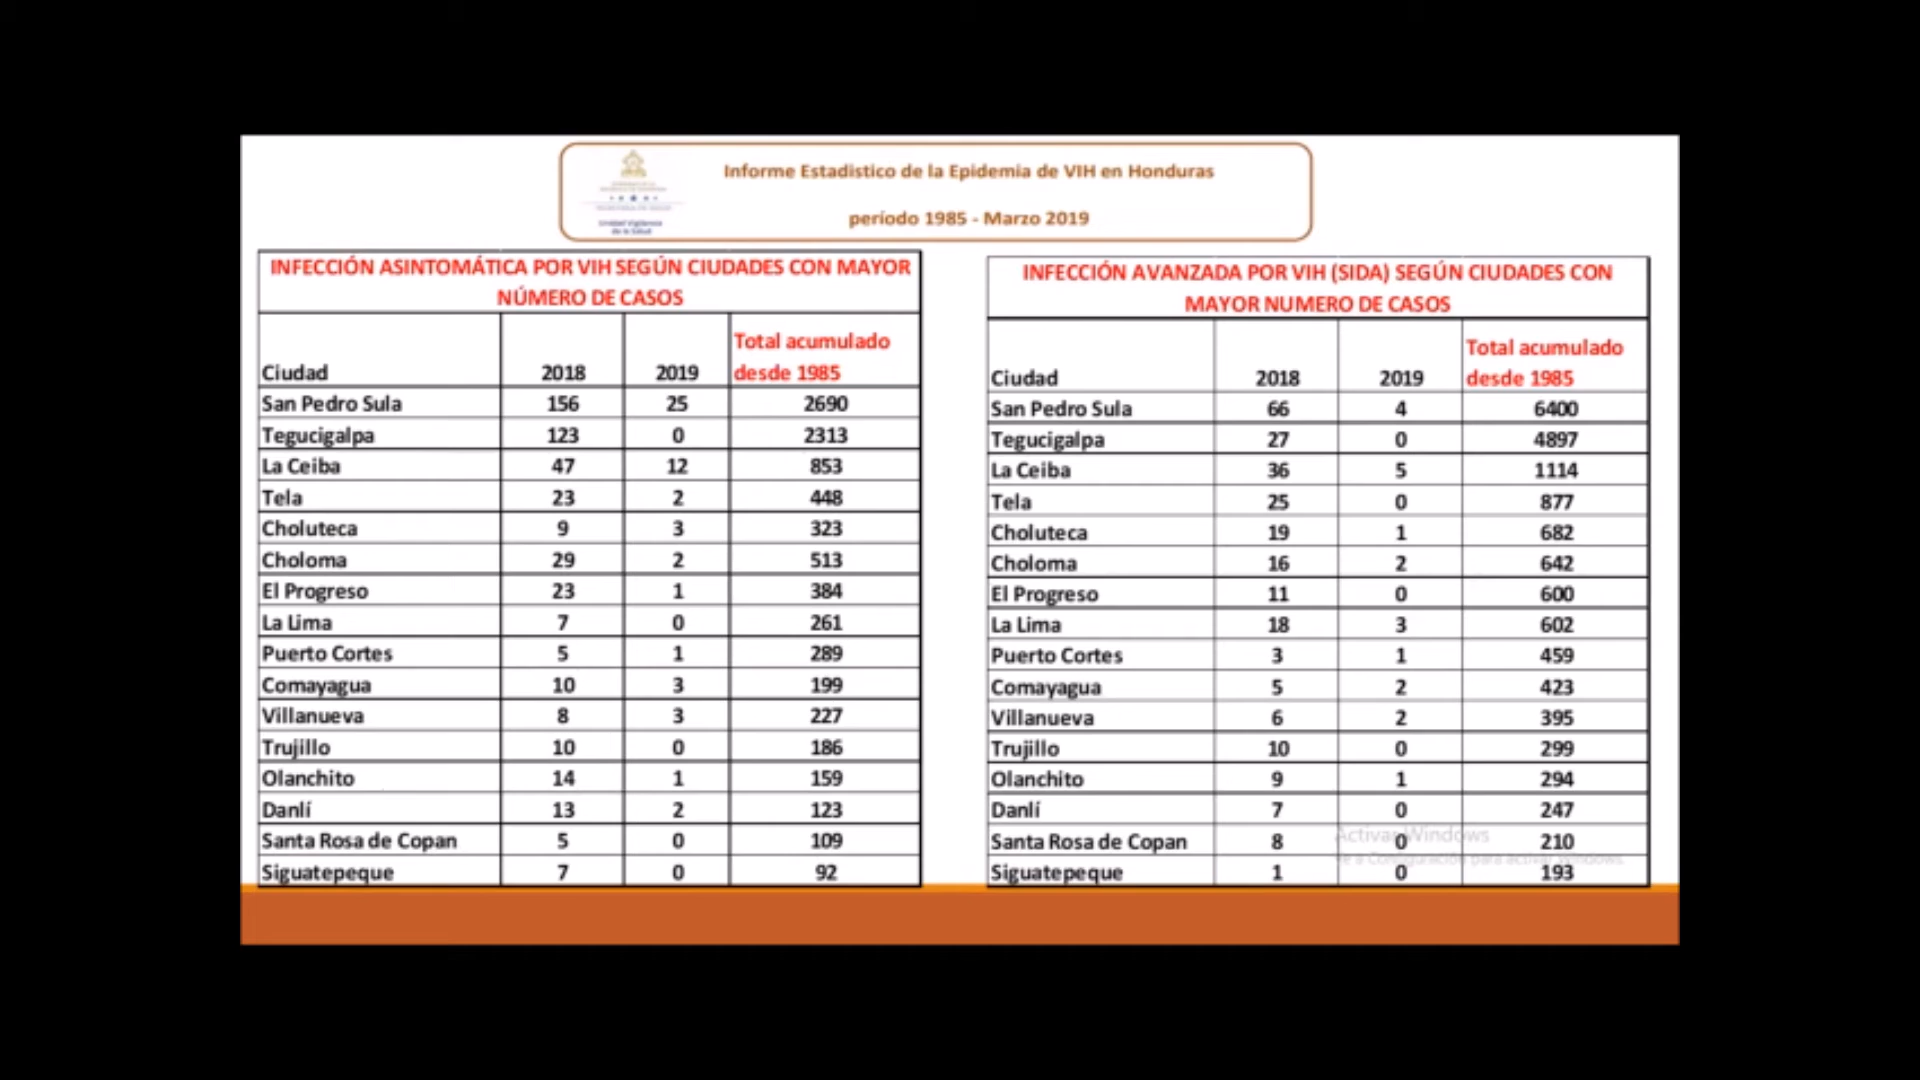 Informe Estadistico de la Epidemia de VIH en Honduras
período 1985 - Marzo 2019
Unidad Vigilancia
de la Salud
INFECCIÓN ASINTOMÁTICA POR VIH SEGÚN CIUDADES CON MAYOR
NÚMERO DE CASOS
Total acumulado
Ciudad 2018 2019 desde 1985
San Pedro Sula 156 25 2690
Tegucigalpa 123 0 2313
La Ceiba 47 12 853
Tela 23 2 448
Choluteca 9 3 323
Choloma 29 2 513
El Progreso 23 1 384
La Lima 7 0 261
Puerto Cortes 5 1 289
Comayagua 10 3 199
Villanueva 8 3 227
Trujillo 10 0 186
Olanchito 14 1 159
Danlí 13 2 123
Santa Rosa de Copan 5 0 109
Siguatepeque 7 0 92
INFECCIÓN AVANZADA POR VIH (SIDA) SEGÚN CIUDADES CON
MAYOR NUMERO DE CASOS
Total acumulado
Ciudad 2018 2019 desde 1985
San Pedro Sula 66 4 6400
Tegucigalpa 27 0 4897
La Ceiba 36 5 1114
Tela 25 0 877
Choluteca 19 1 682
Choloma 16 2 642
El Progreso 11 0 600
La Lima 18 3 602
Puerto Cortes 3 1 459
Comayagua 5 2 423
Villanueva 6 2 395
Trujillo 10 0 299
Olanchito 9 1 294
Danlí 7 0 247
Santa Rosa de Copan 8 0 210
Siguatepeque 1 0 193
Activar Windows
Ve a Configuración para activar Windows.